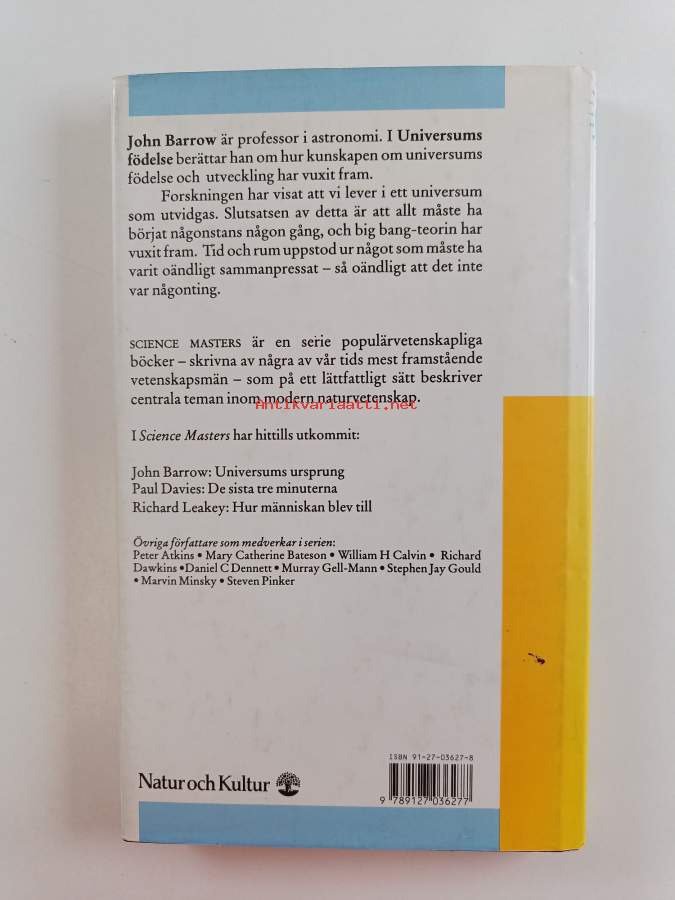 John Barrow är professor i astronomi. I Universums
födelse berättar han om hur kunskapen om universums
födelse och utveckling har vuxit fram.
Forskningen har visat att vi lever i ett universum
som utvidgas. Slutsatsen av detta är att allt måste ha
börjat någonstans någon gång, och big bang-teorin har
vuxit fram. Tid och rum uppstod ur något som måste ha
varit oändligt sammanpressat – så oändligt att det inte
var någonting.
SCIENCE MASTERS är en serie populärvetenskapliga
böcker – skrivna av några av vår tids mest framstående
vetenskapsmän – som på ett lättfattligt sätt beskriver
centrala teman inom modern naturvetenskap.
Antikvariaatti.net
I Science Masters har hittills utkommit:
John Barrow: Universums ursprung
Paul Davies: De sista tre minuterna
Richard Leakey: Hur människan blev till
Övriga författare som medverkar i serien:
Peter Atkins • Mary Catherine Bateson • William H Calvin • Richard
Dawkins •Daniel C Dennett • Murray Gell-Mann • Stephen Jay Gould
• Marvin Minsky • Steven Pinker
ISBN 91-27-03627-8
Natur och Kultur
9 789127 036277